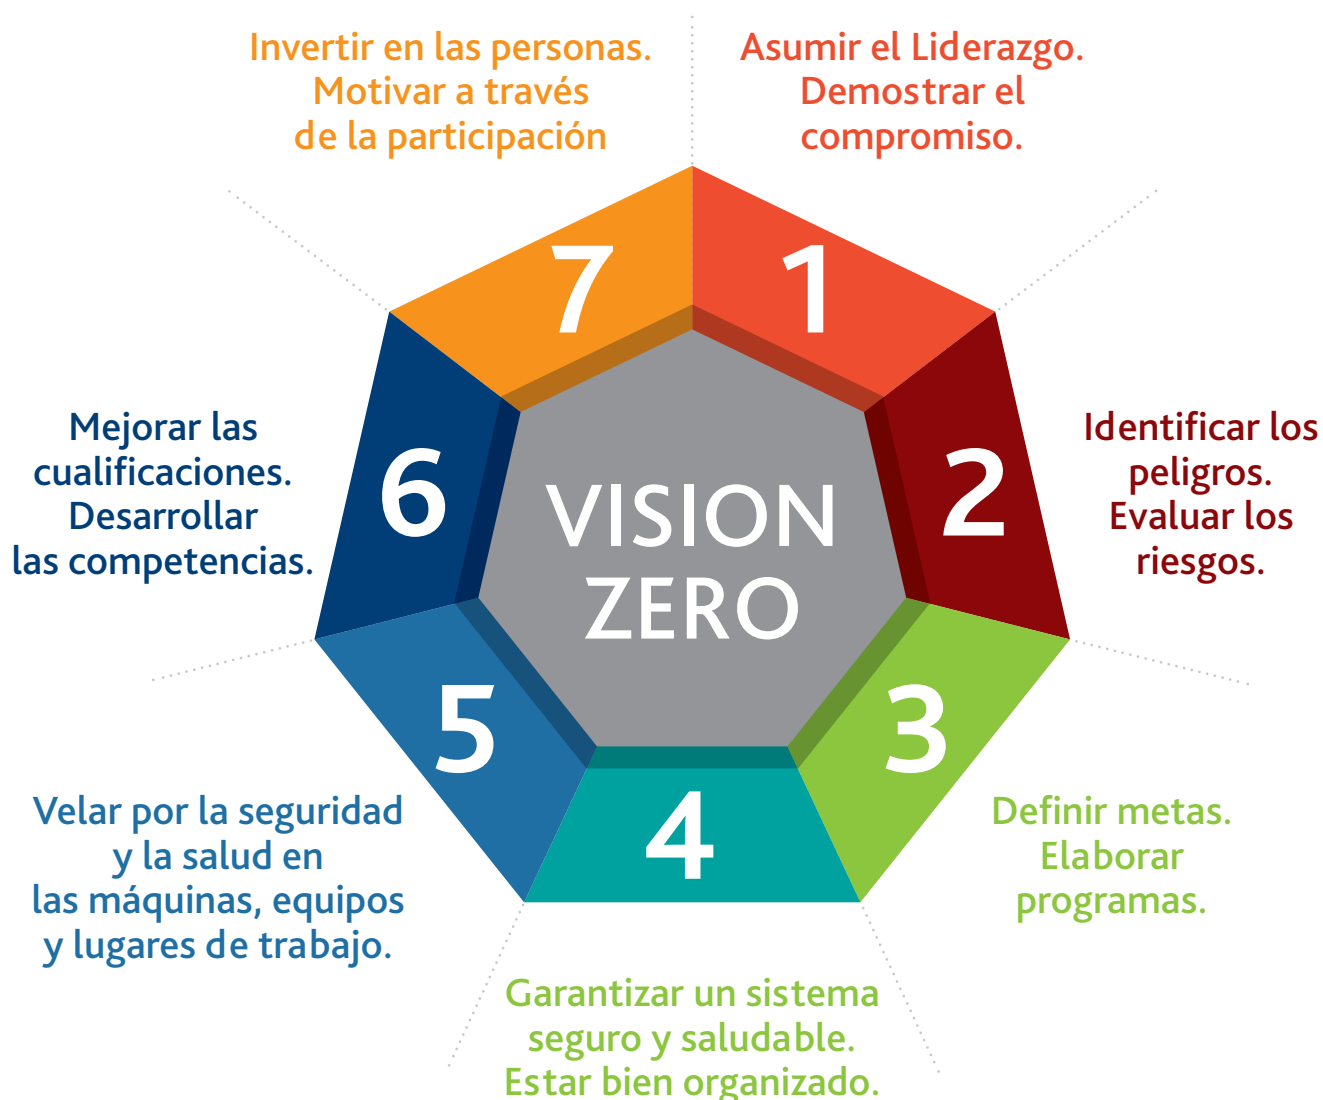 Asumir el Liderazgo.
Demostrar el
compromiso.
1
Identificar los
peligros.
Evaluar los
riesgos.
2
Definir metas.
Elaborar
programas.
3
Garantizar un sistema
seguro y saludable.
Estar bien organizado.
4
Velar por la seguridad
y la salud en
las máquinas, equipos
y lugares de trabajo.
5
Mejorar las
cualificaciones.
Desarrollar
las competencias.
6
Invertir en las personas.
Motivar a través
de la participación
7
VISION
ZERO